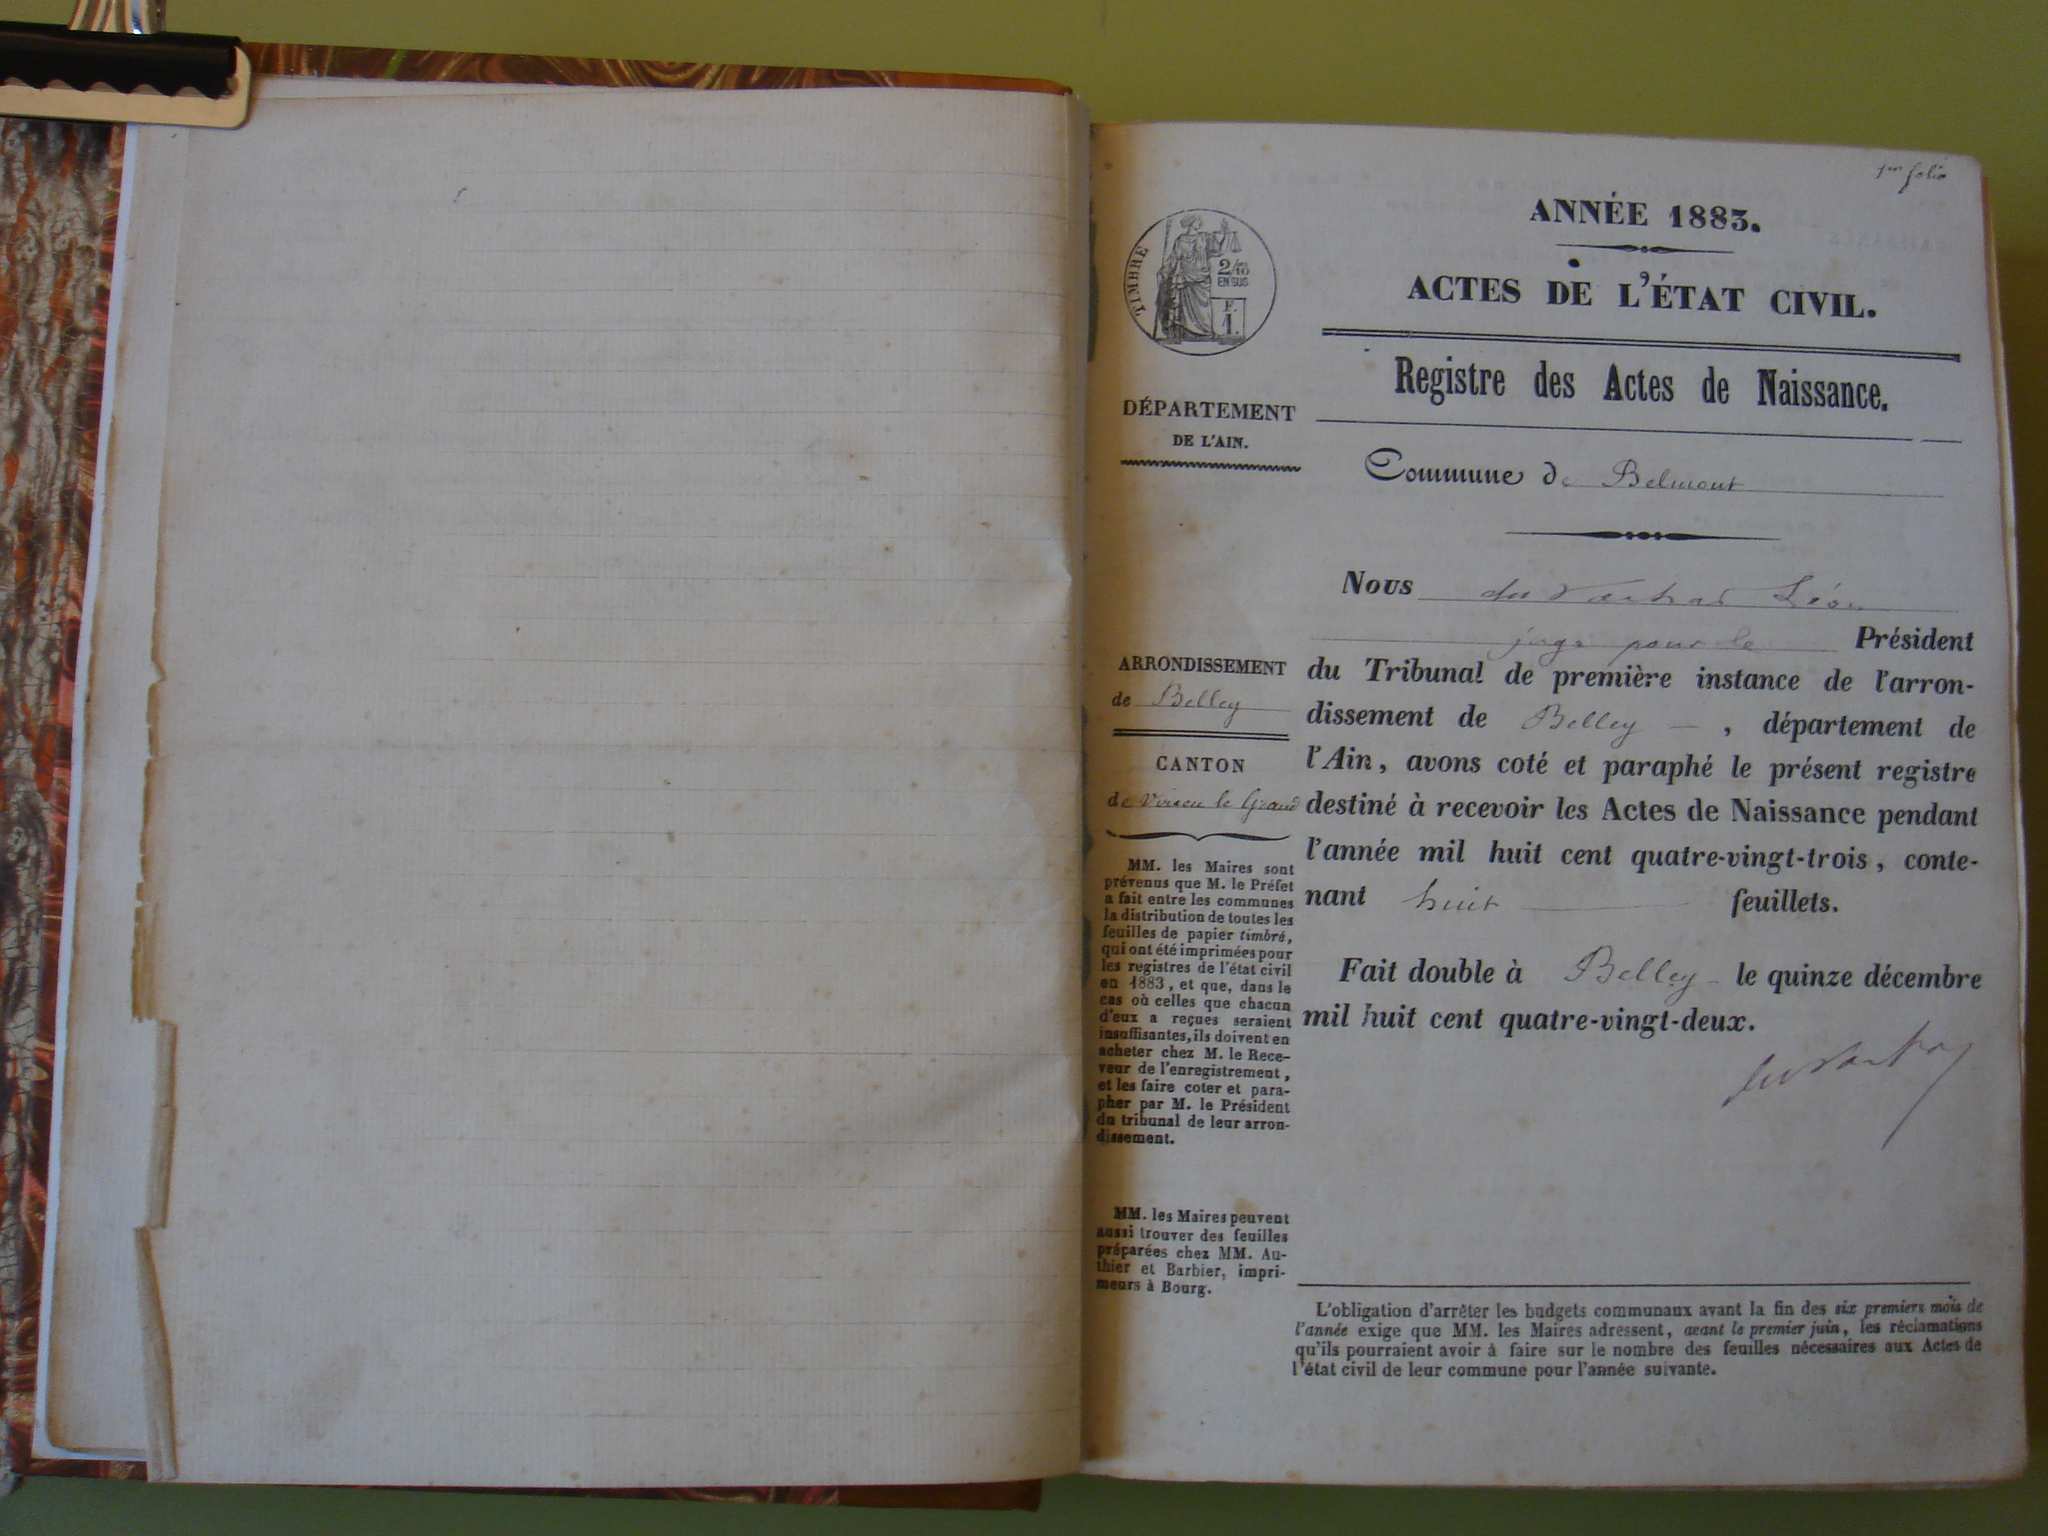 1er folio
ANNÉE 1883.
ACTES DE L'ÉTAT CIVIL.
Registre des Actes de Naissance.
Commune de Belmont
TIMBRE
2/10
EN SUS
F.
1.
DÉPARTEMENT
DE L'AIN.
ARRONDISSEMENT
de Belley
CANTON
de Virieu le Grand
MM. les Maires sont
prévenus que M. le Préfet
a fait entre les communes
la distribution de toutes les
feuilles de papier timbré,
qui ont été imprimées pour
les registres de l'état civil
en 1883, et que, dans le
cas où celles que chacun
d'eux a reçues seraient
insuffisantes, ils doivent en
acheter chez M. le Rece-
veur de l'enregistrement,
et les faire coter et para-
pher par M. le Président
du tribunal de leur arron-
dissement.
MM. les Maires peuvent
aussi trouver des feuilles
préparées chez MM. Au-
thier et Barbier, impri-
meurs à Bourg.
Nous Léon
juge pour le Président
du Tribunal de première instance de l'arron-
dissement de Belley, département de
l'Ain, avons coté et paraphé le présent registre
destiné à recevoir les Actes de Naissance pendant
l'année mil huit cent quatre-vingt-trois, conte-
nant huit feuillets.
Fait double à Belley le quinze décembre
mil huit cent quatre-vingt-deux.
L'obligation d'arrêter les budgets communaux avant la fin des six premiers mois de
l'année exige que MM. les Maires adressent, avant le premier juin, les réclamations
qu'ils pourraient avoir à faire sur le nombre des feuilles nécessaires aux Actes de
l'état civil de leur commune pour l'année suivante.